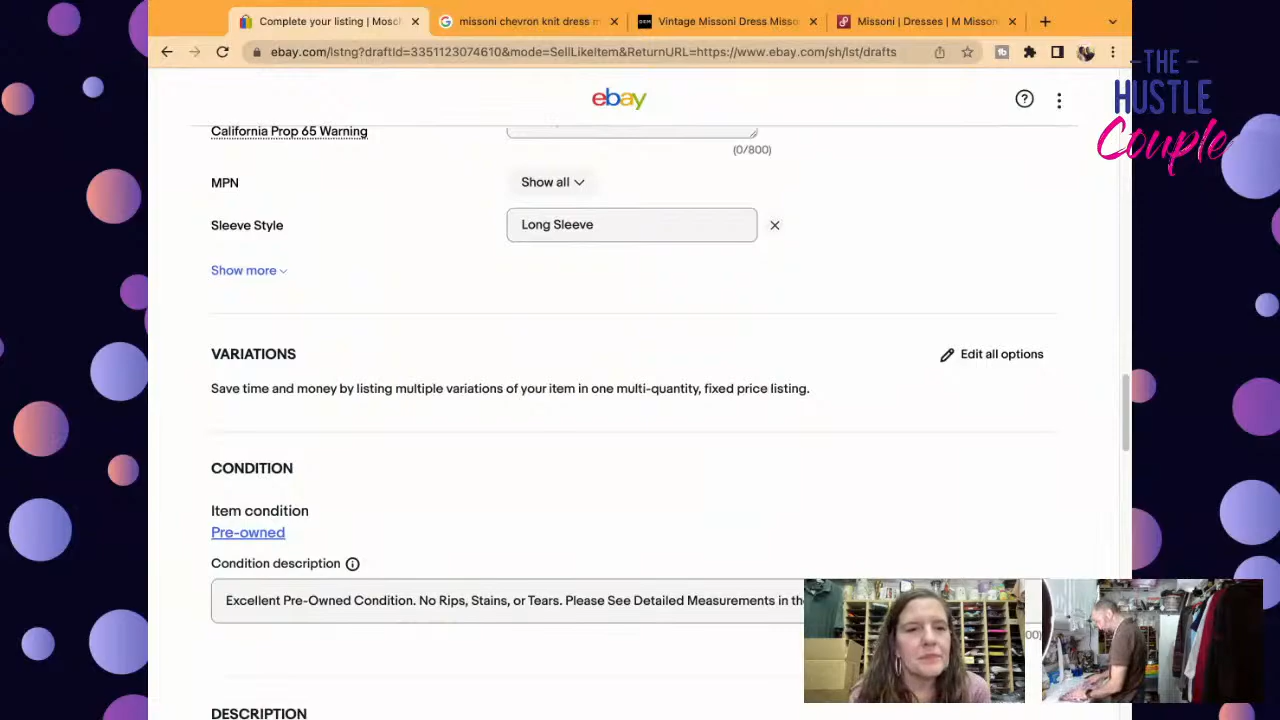 Complete your listing | Mosch
missoni chevron knit dress m
Vintage Missoni Dress Misso
Missoni | Dresses | M Misson
ebay.com/lstng?draftId=3351123074610&mode=SellLikeItem&ReturnURL=https://www.ebay.com/sh/lst/drafts
- THE -
HUSTLE
Couple
ebay
California Prop 65 Warning
(0/800)
MPN
Show all
Sleeve Style
Long Sleeve
Show more
VARIATIONS
Edit all options
Save time and money by listing multiple variations of your item in one multi-quantity, fixed price listing.
CONDITION
Item condition
Pre-owned
Condition description
Excellent Pre-Owned Condition. No Rips, Stains, or Tears. Please See Detailed Measurements in the
00)
DESCRIPTION